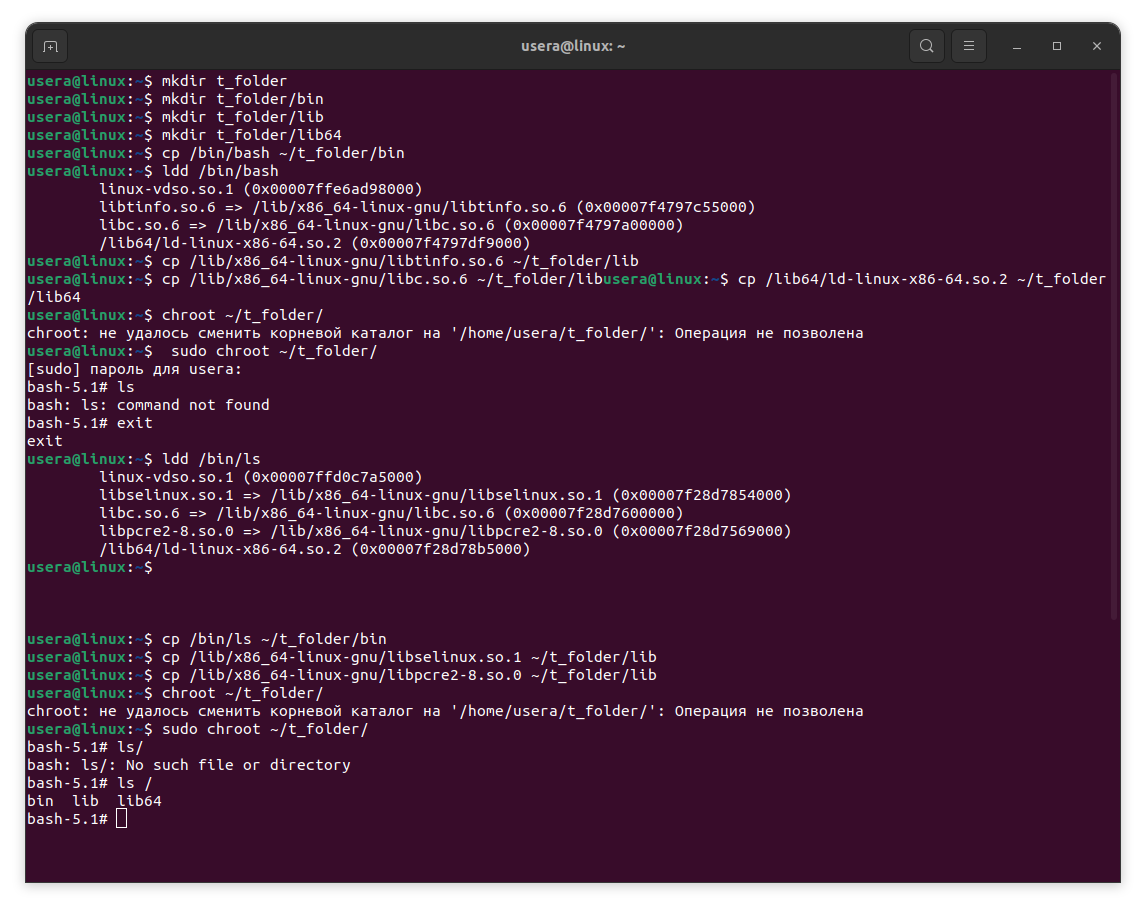 usera@linux: ~
usera@linux:~$ mkdir t_folder
usera@linux:~$ mkdir t_folder/bin
usera@linux:~$ mkdir t_folder/lib
usera@linux:~$ mkdir t_folder/lib64
usera@linux:~$ cp /bin/bash ~/t_folder/bin
usera@linux:~$ ldd /bin/bash
linux-vdso.so.1 (0x00007ffe6ad98000)
libtinfo.so.6 => /lib/x86_64-linux-gnu/libtinfo.so.6 (0x00007f4797c55000)
libc.so.6 => /lib/x86_64-linux-gnu/libc.so.6 (0x00007f4797a00000)
/lib64/ld-linux-x86-64.so.2 (0x00007f4797df9000)
usera@linux:~$ cp /lib/x86_64-linux-gnu/libtinfo.so.6 ~/t_folder/lib
usera@linux:~$ cp /lib/x86_64-linux-gnu/libc.so.6 ~/t_folder/libusera@linux:~$ cp /lib64/ld-linux-x86-64.so.2 ~/t_folder
/lib64
usera@linux:~$ chroot ~/t_folder/
chroot: не удалось сменить корневой каталог на '/home/usera/t_folder/': Операция не позволена
usera@linux:~$  sudo chroot ~/t_folder/
[sudo] пароль для usera:
bash-5.1# ls
bash: ls: command not found
bash-5.1# exit
exit
usera@linux:~$ ldd /bin/ls
linux-vdso.so.1 (0x00007ffd0c7a5000)
libselinux.so.1 => /lib/x86_64-linux-gnu/libselinux.so.1 (0x00007f28d7854000)
libc.so.6 => /lib/x86_64-linux-gnu/libc.so.6 (0x00007f28d7600000)
libpcre2-8.so.0 => /lib/x86_64-linux-gnu/libpcre2-8.so.0 (0x00007f28d7569000)
/lib64/ld-linux-x86-64.so.2 (0x00007f28d78b5000)
usera@linux:~$
usera@linux:~$ cp /bin/ls ~/t_folder/bin
usera@linux:~$ cp /lib/x86_64-linux-gnu/libselinux.so.1 ~/t_folder/lib
usera@linux:~$ cp /lib/x86_64-linux-gnu/libpcre2-8.so.0 ~/t_folder/lib
usera@linux:~$ chroot ~/t_folder/
chroot: не удалось сменить корневой каталог на '/home/usera/t_folder/': Операция не позволена
usera@linux:~$ sudo chroot ~/t_folder/
bash-5.1# ls/
bash: ls/: No such file or directory
bash-5.1# ls /
bin  lib  lib64
bash-5.1#